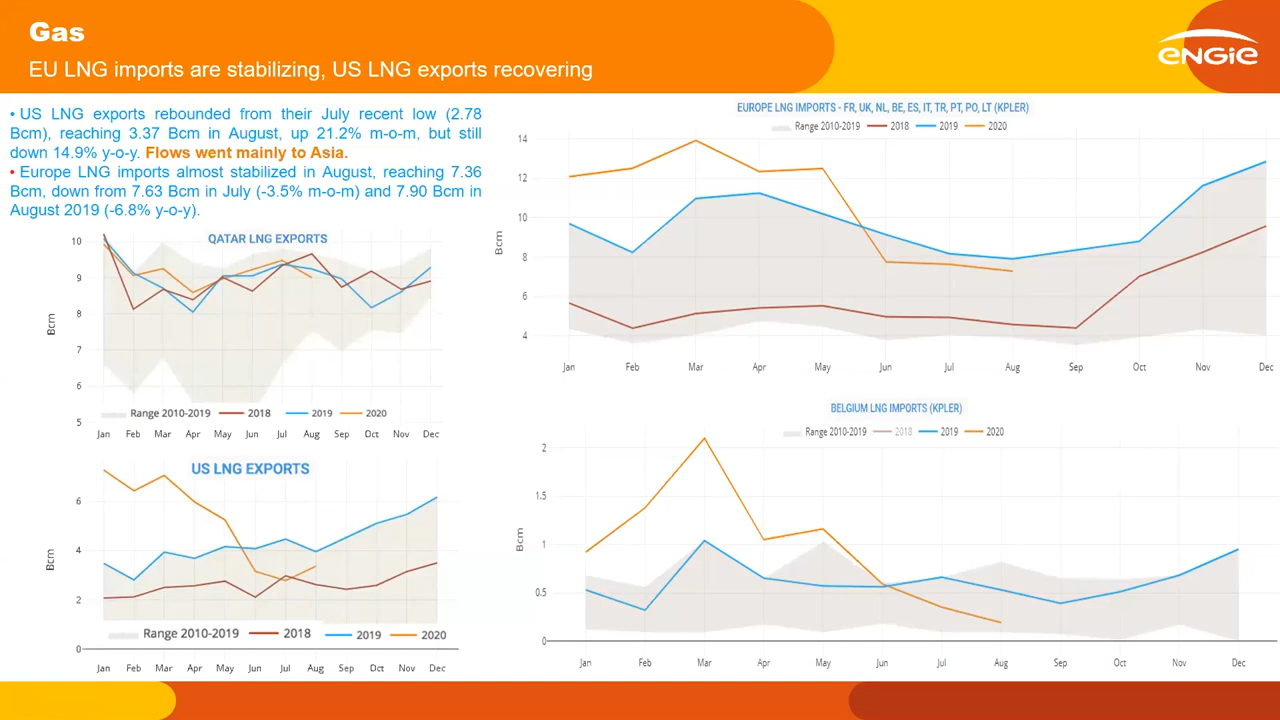 Gas
EU LNG imports are stabilizing, US LNG exports recovering
ENGIE
• US LNG exports rebounded from their July recent low (2.78
Bcm), reaching 3.37 Bcm in August, up 21.2% m-o-m, but still
down 14.9% y-o-y. Flows went mainly to Asia.
• Europe LNG imports almost stabilized in August, reaching 7.36
Bcm, down from 7.63 Bcm in July (-3.5% m-o-m) and 7.90 Bcm in
August 2019 (-6.8% y-o-y).
QATAR LNG EXPORTS
10
9
8
7
6
5
Bcm
Range 2010-2019 2018 2019 2020
Jan Feb Mar Apr May Jun Jul Aug Sep Oct Nov Dec
US LNG EXPORTS
6
4
2
0
Bcm
Range 2010-2019 2018 2019 2020
Jan Feb Mar Apr May Jun Jul Aug Sep Oct Nov Dec
EUROPE LNG IMPORTS - FR, UK, NL, BE, ES, IT, TR, PT, PO, LT (KPLER)
Range 2010-2019 2018 2019 2020
14
12
10
8
6
4
Bcm
Jan Feb Mar Apr May Jun Jul Aug Sep Oct Nov Dec
BELGIUM LNG IMPORTS (KPLER)
Range 2010-2019 2018 2019 2020
2
1.5
1
0.5
0
Bcm
Jan Feb Mar Apr May Jun Jul Aug Sep Oct Nov Dec